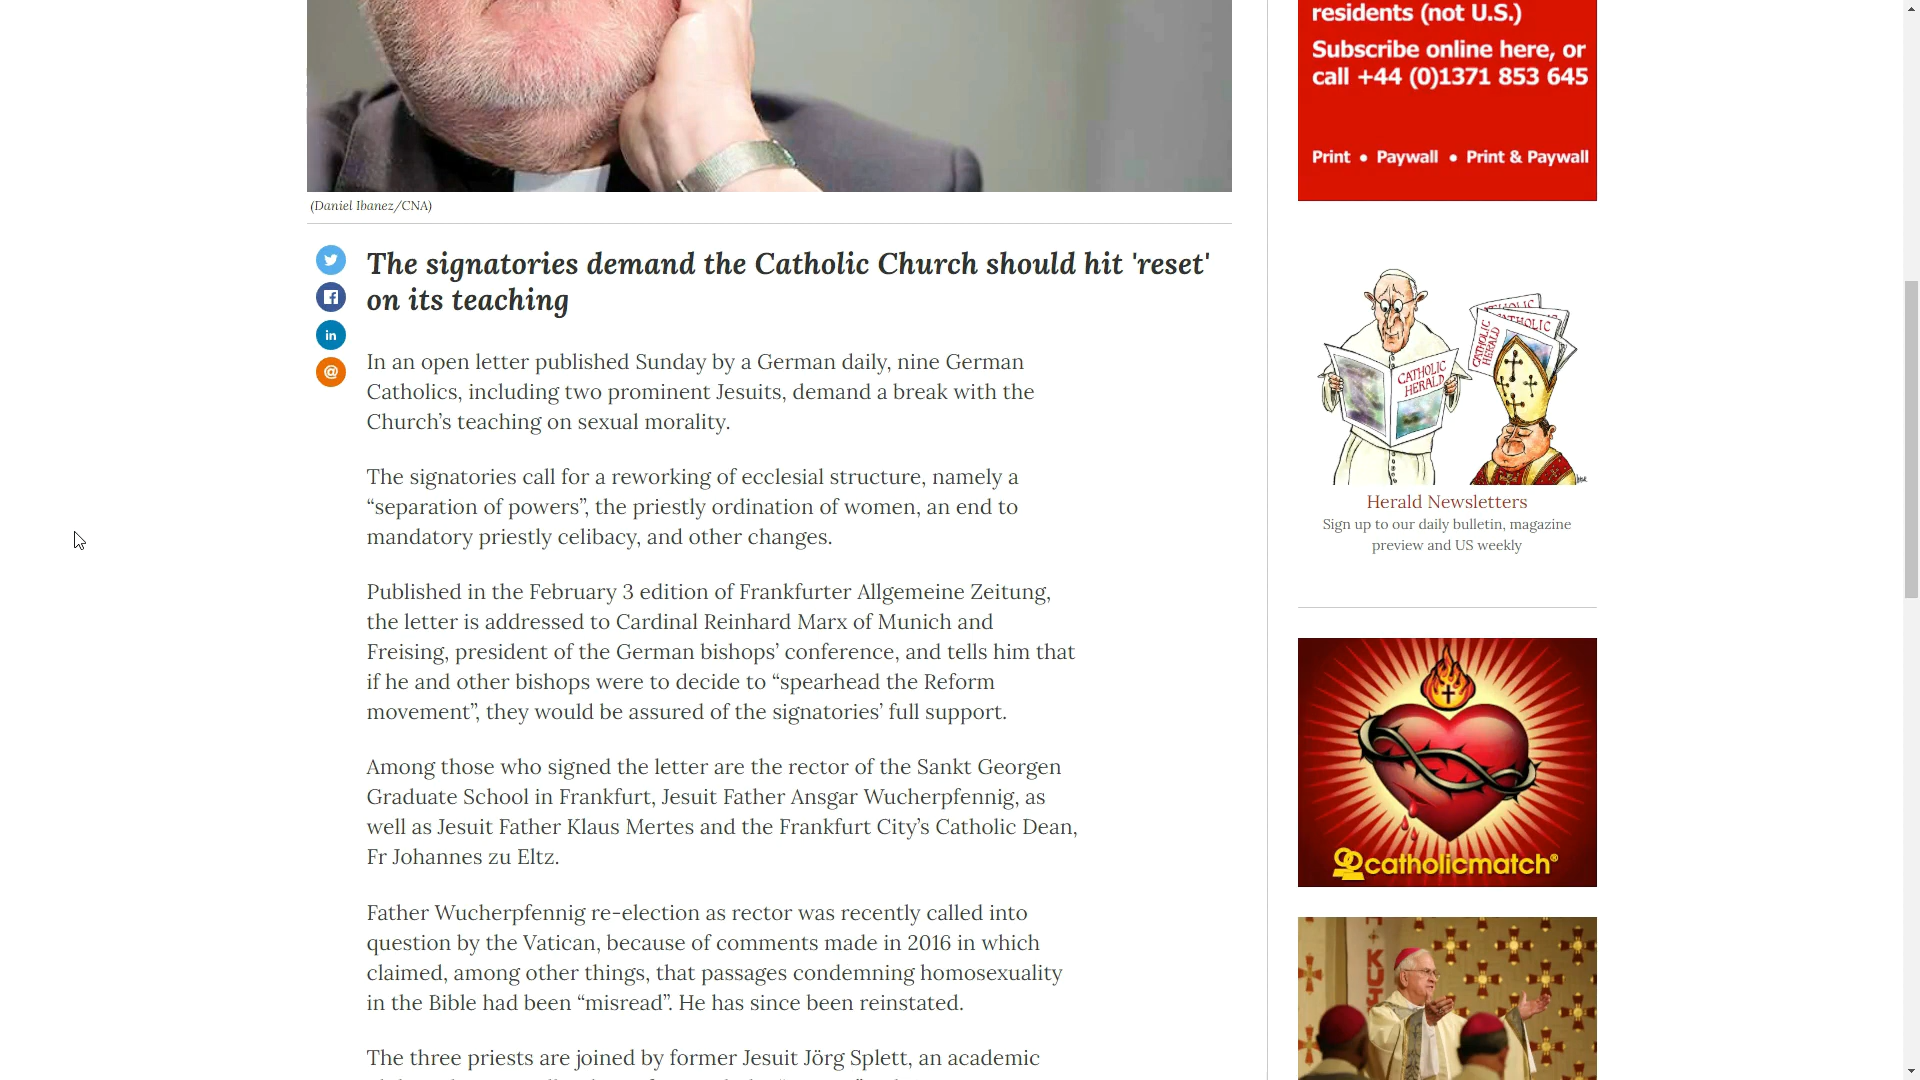 residents (not U.S.)
Subscribe online here, or
call +44 (0)1371 853 645
Print • Paywall • Print & Paywall
(Daniel Ibanez/CNA)
The signatories demand the Catholic Church should hit 'reset'
on its teaching
In an open letter published Sunday by a German daily, nine German
Catholics, including two prominent Jesuits, demand a break with the
Church’s teaching on sexual morality.
The signatories call for a reworking of ecclesial structure, namely a
“separation of powers”, the priestly ordination of women, an end to
mandatory priestly celibacy, and other changes.
Published in the February 3 edition of Frankfurter Allgemeine Zeitung,
the letter is addressed to Cardinal Reinhard Marx of Munich and
Freising, president of the German bishops’ conference, and tells him that
if he and other bishops were to decide to “spearhead the Reform
movement”, they would be assured of the signatories’ full support.
Among those who signed the letter are the rector of the Sankt Georgen
Graduate School in Frankfurt, Jesuit Father Ansgar Wucherpfennig, as
well as Jesuit Father Klaus Mertes and the Frankfurt City’s Catholic Dean,
Fr Johannes zu Eltz.
Father Wucherpfennig re-election as rector was recently called into
question by the Vatican, because of comments made in 2016 in which
claimed, among other things, that passages condemning homosexuality
in the Bible had been “misread”. He has since been reinstated.
The three priests are joined by former Jesuit Jörg Splett, an academic
CATHOLIC
HERALD
CATHOLIC
HERALD
Herald Newsletters
Sign up to our daily bulletin, magazine
preview and US weekly
catholicmatch®